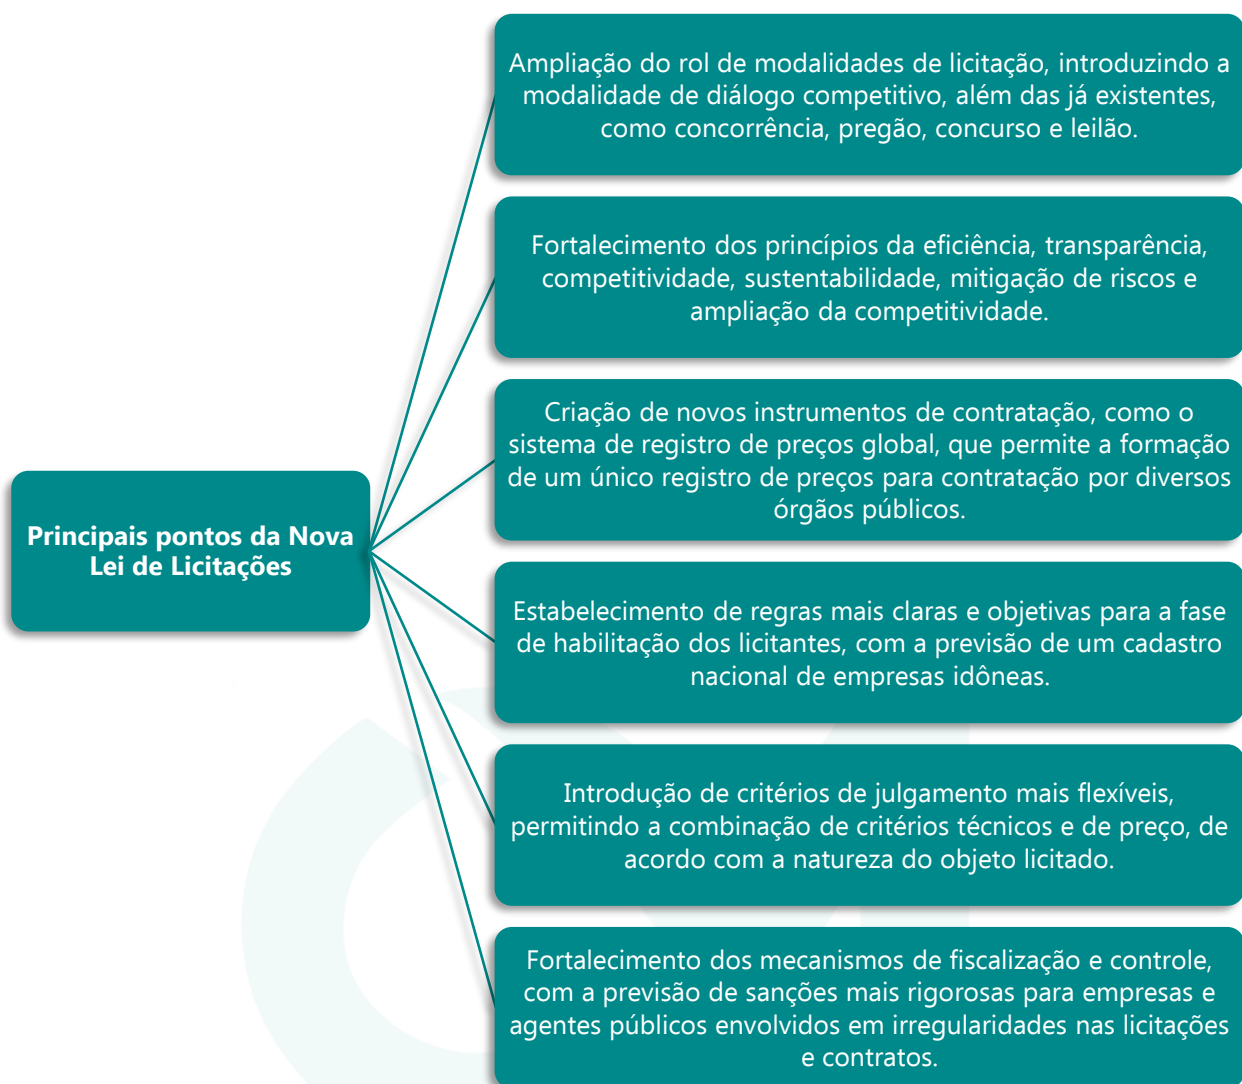 Ampliação do rol de modalidades de licitação, introduzindo a
modalidade de diálogo competitivo, além das já existentes,
como concorrência, pregão, concurso e leilão.
Fortalecimento dos princípios da eficiência, transparência,
competitividade, sustentabilidade, mitigação de riscos e
ampliação da competitividade.
Criação de novos instrumentos de contratação, como o
sistema de registro de preços global, que permite a formação
de um único registro de preços para contratação por diversos
órgãos públicos.
Principais pontos da Nova
Lei de Licitações
Estabelecimento de regras mais claras e objetivas para a fase
de habilitação dos licitantes, com a previsão de um cadastro
nacional de empresas idôneas.
Introdução de critérios de julgamento mais flexíveis,
permitindo a combinação de critérios técnicos e de preço, de
acordo com a natureza do objeto licitado.
Fortalecimento dos mecanismos de fiscalização e controle,
com a previsão de sanções mais rigorosas para empresas e
agentes públicos envolvidos em irregularidades nas licitações
e contratos.